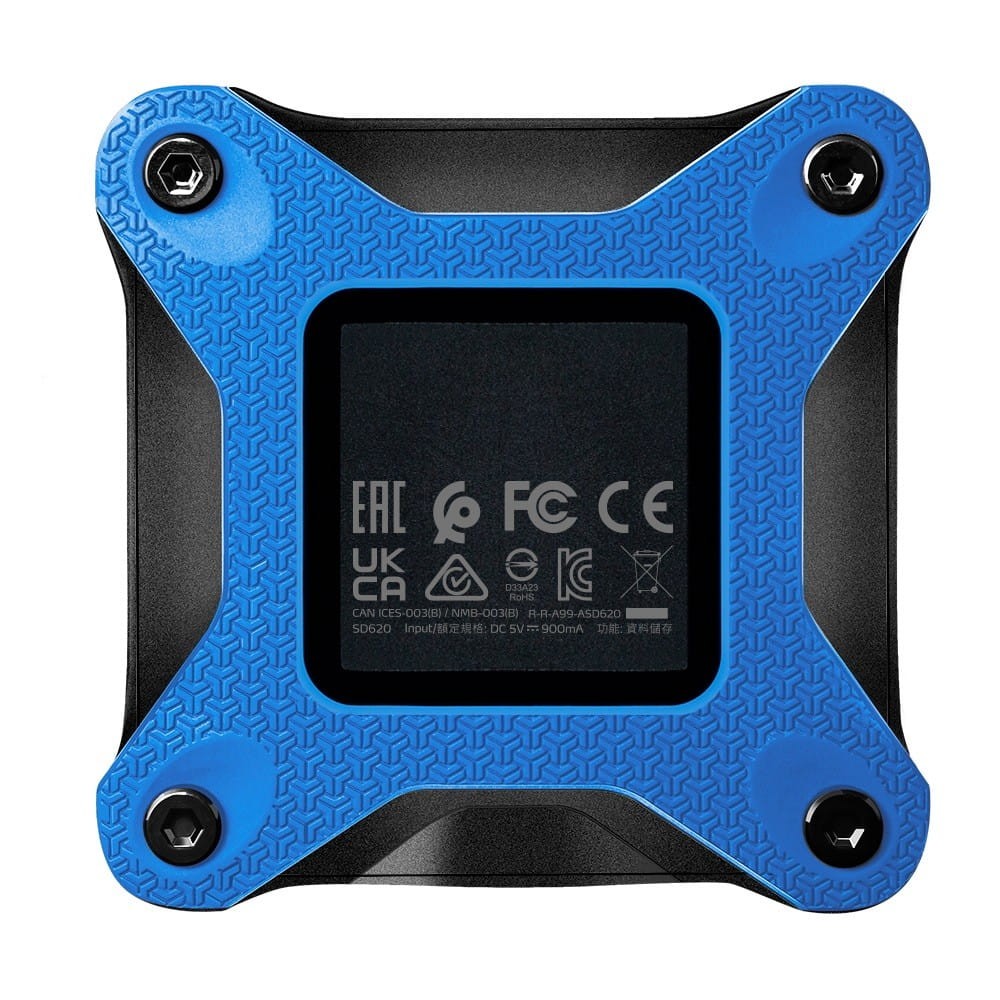 EAC FC CE
UK
CA
D33A23
RoHS
CAN ICES-003(B) / NMB-003(B) R-R-A99-ASD620
SD620 Input/額定規格: DC 5V⎓900mA 功能: 資料儲存